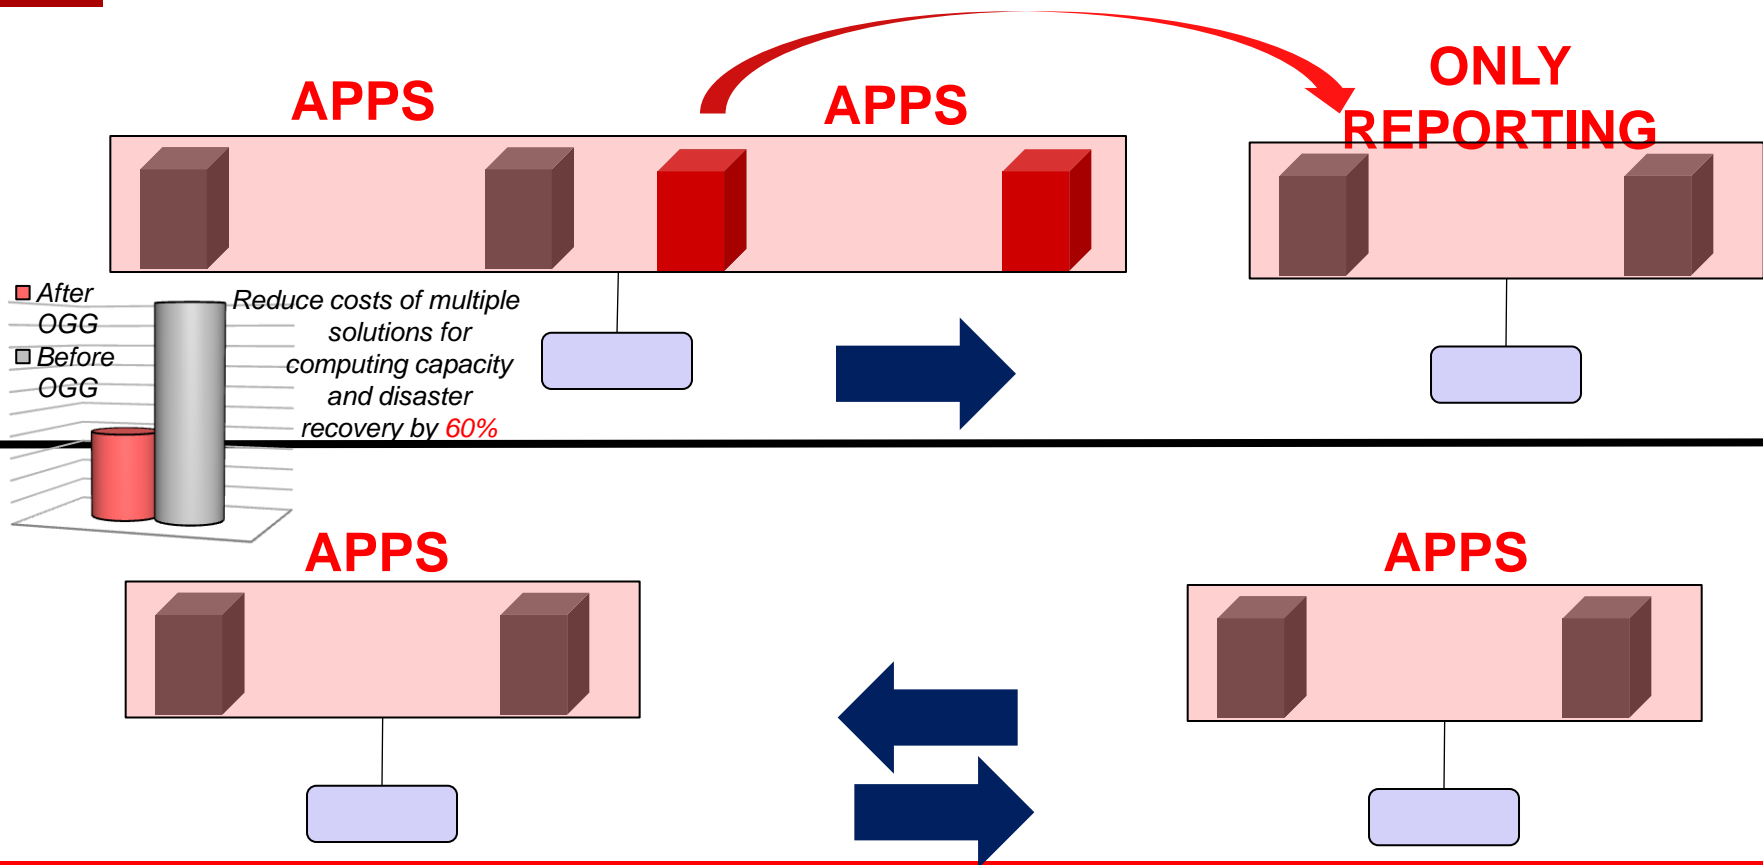 APPS
APPS
ONLY
REPORTING
After
OGG
Before
OGG
Reduce costs of multiple
solutions for
computing capacity
and disaster
recovery by 60%
APPS
APPS